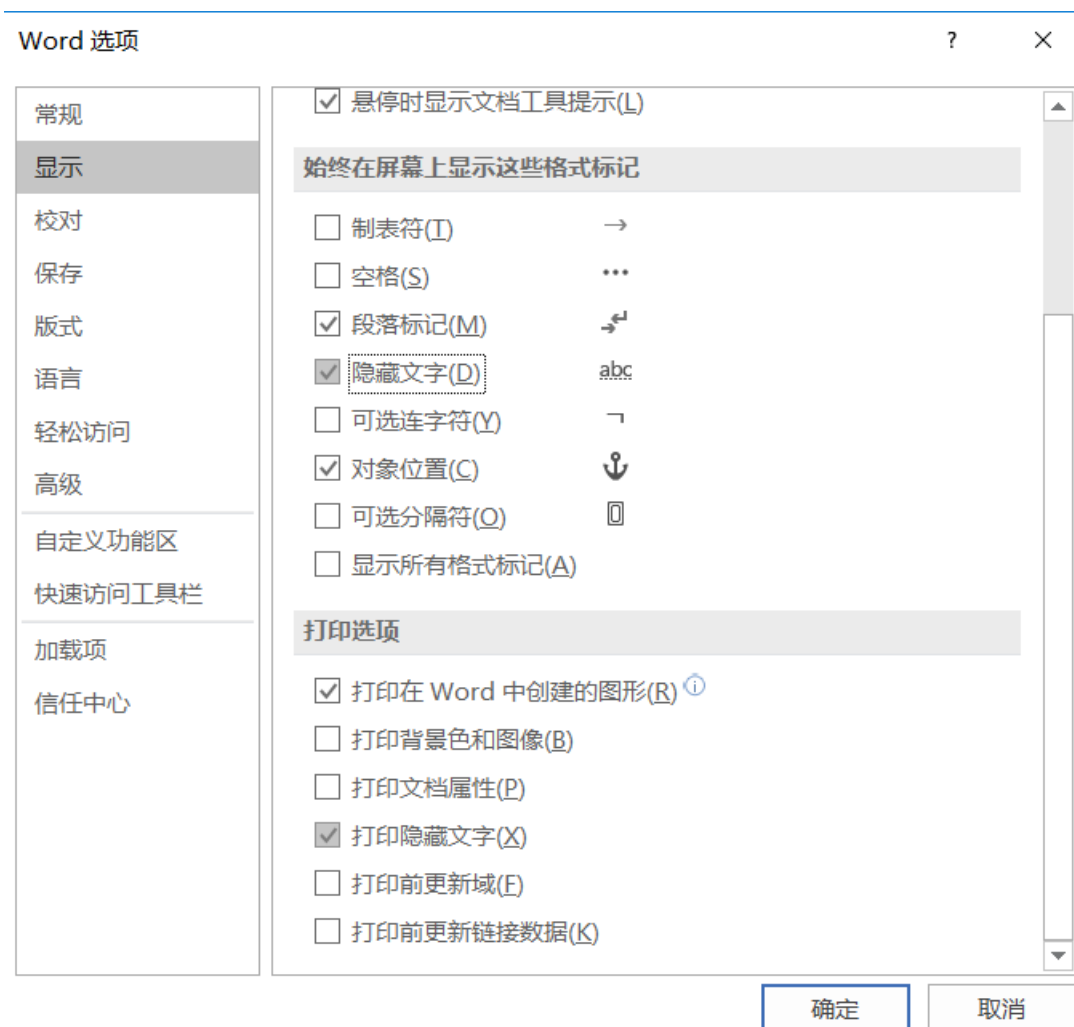 Word 选项
?
×
常规
显示
校对
保存
版式
语言
轻松访问
高级
自定义功能区
快速访问工具栏
加载项
信任中心
悬停时显示文档工具提示(L)
始终在屏幕上显示这些格式标记
制表符(T) →
空格(S) •••
段落标记(M)
隐藏文字(D) abc
可选连字符(Y) ¬
对象位置(C)
可选分隔符(O)
显示所有格式标记(A)
打印选项
打印在 Word 中创建的图形(R)
打印背景色和图像(B)
打印文档属性(P)
打印隐藏文字(X)
打印前更新域(F)
打印前更新链接数据(K)
确定 取消